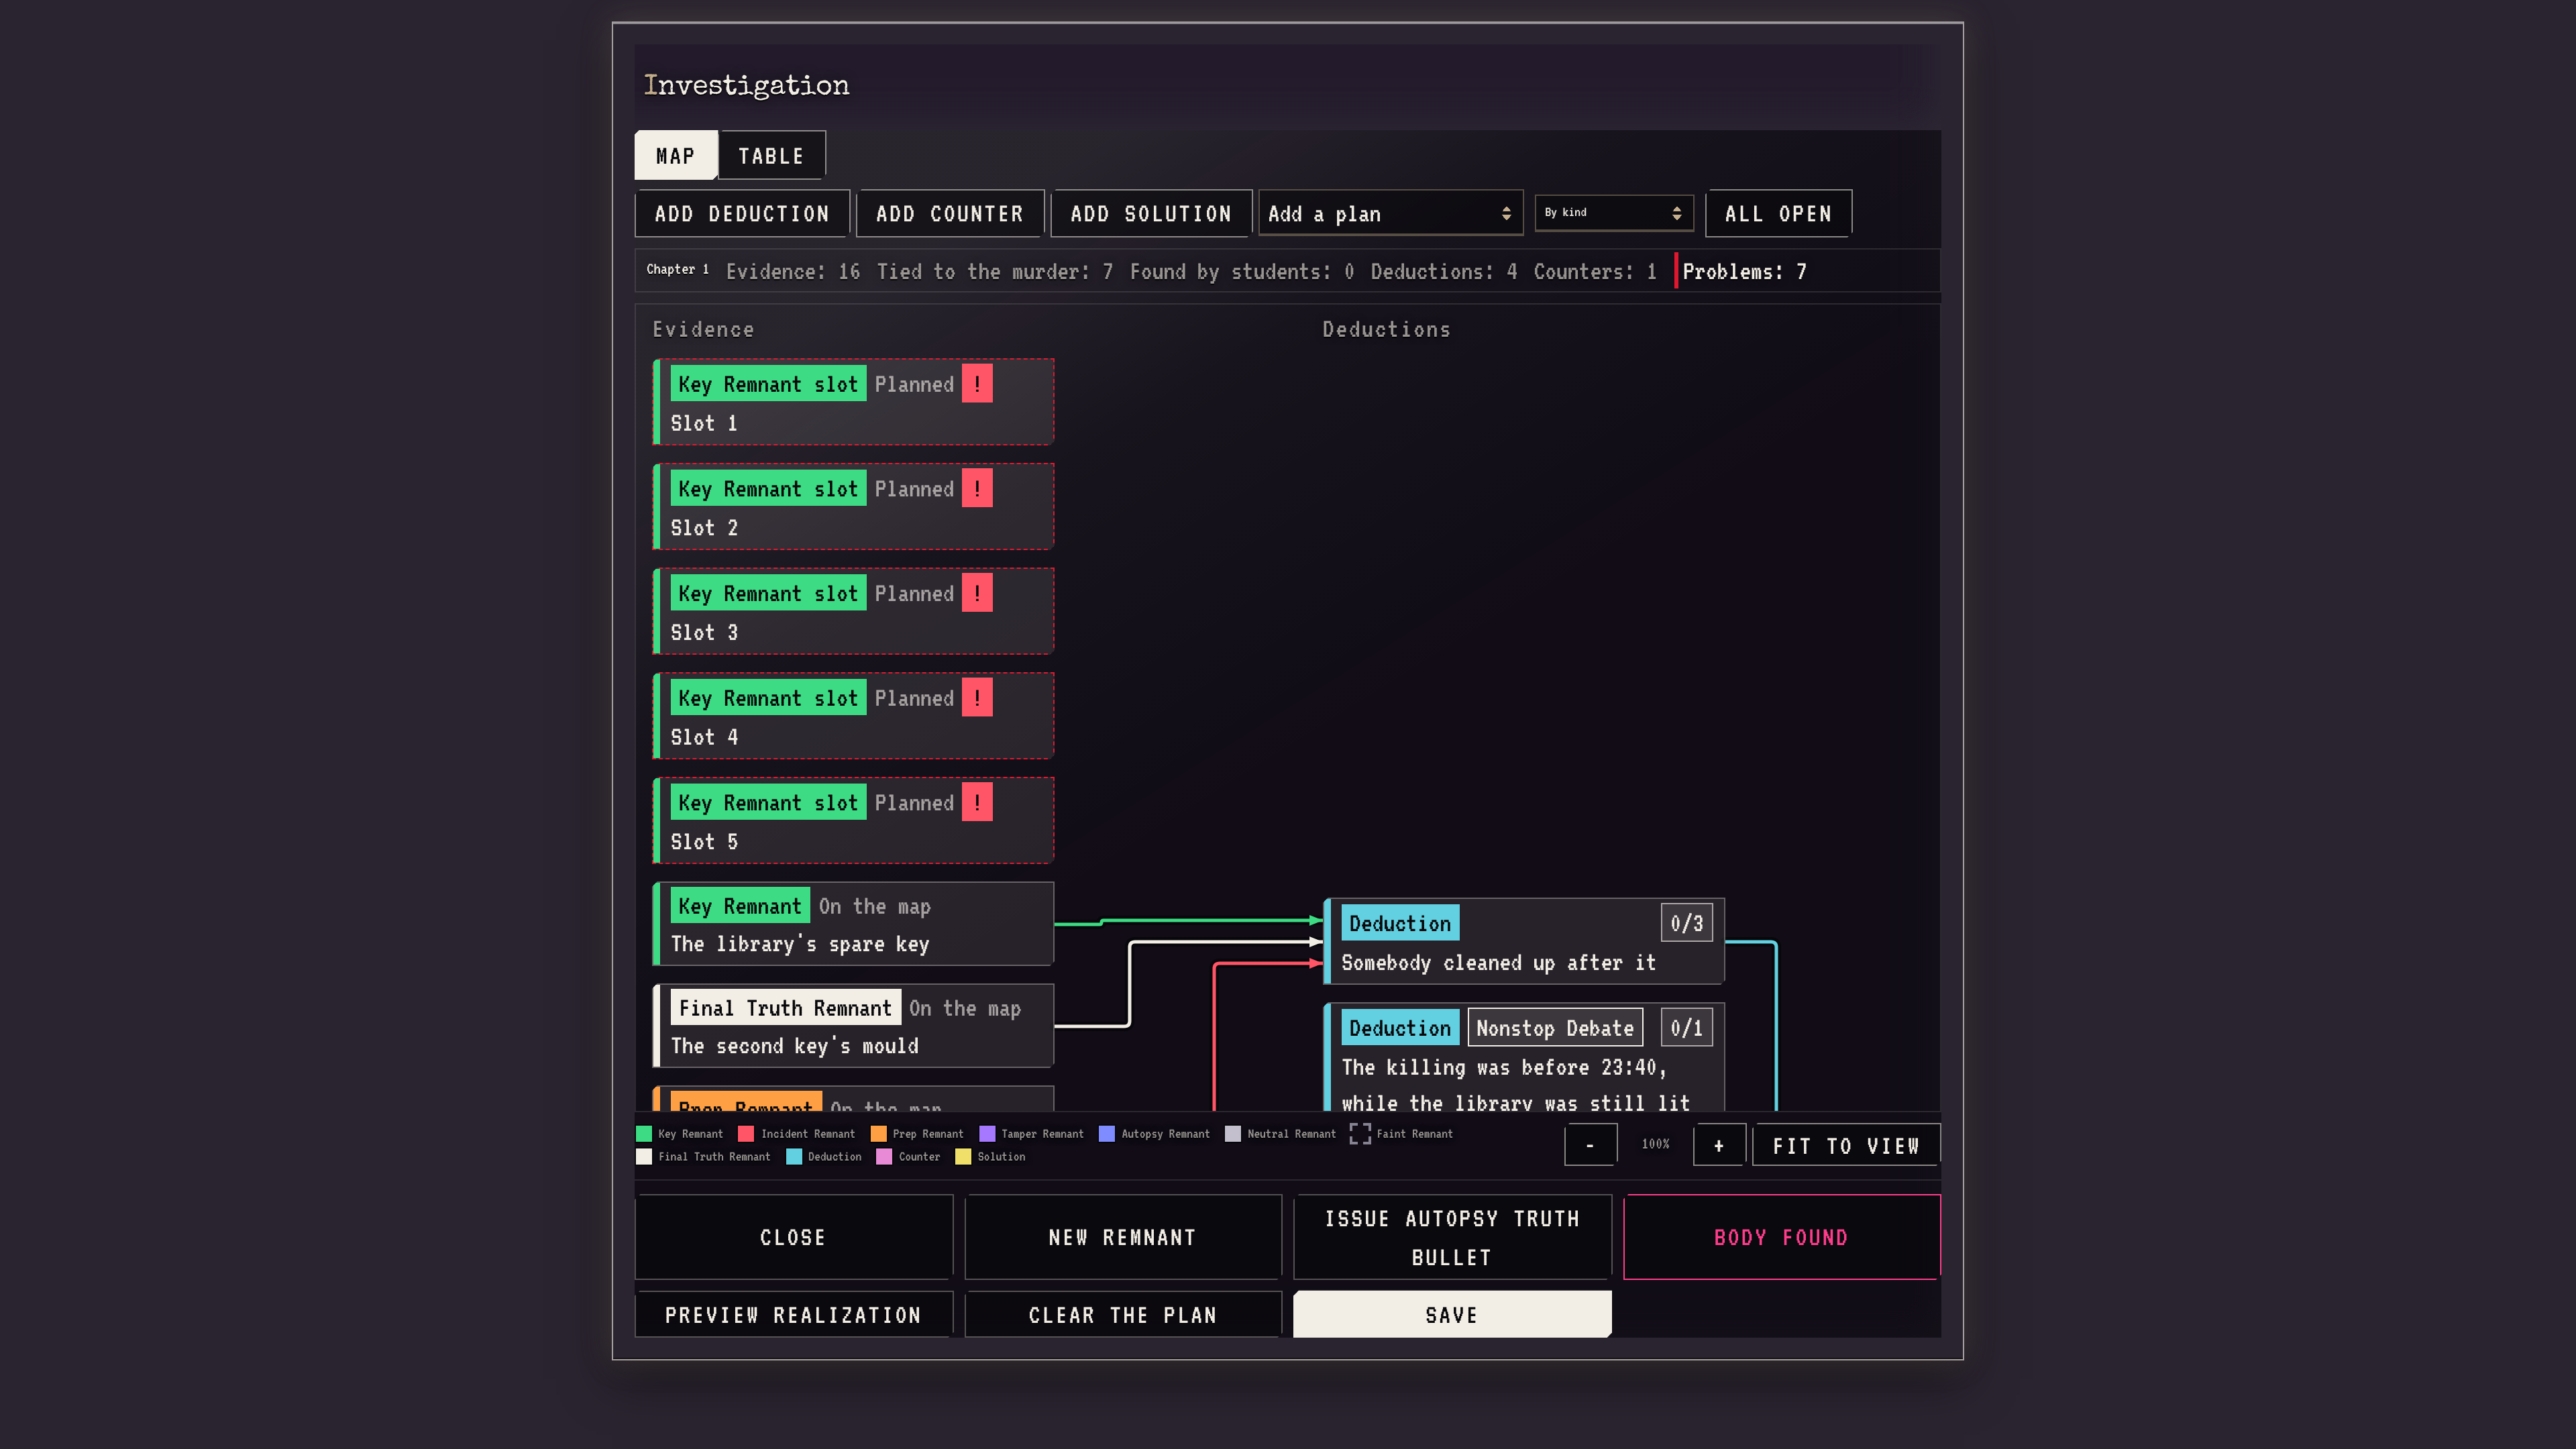 Investigation
MAP
TABLE
ADD DEDUCTION
ADD COUNTER
ADD SOLUTION
Add a plan
By kind
ALL OPEN
Chapter 1 Evidence: 16 Tied to the murder: 7 Found by students: 0 Deductions: 4 Counters: 1 Problems: 7
Evidence
Deductions
Key Remnant slot Planned !
Slot 1
Key Remnant slot Planned !
Slot 2
Key Remnant slot Planned !
Slot 3
Key Remnant slot Planned !
Slot 4
Key Remnant slot Planned !
Slot 5
Key Remnant On the map
The library's spare key
Final Truth Remnant On the map
The second key's mould
Prep Remnant On the map
Deduction 0/3
Somebody cleaned up after it
Deduction Nonstop Debate 0/1
The killing was before 23:40,
while the library was still lit
Key Remnant Incident Remnant Prep Remnant Tamper Remnant Autopsy Remnant Neutral Remnant Faint Remnant
Final Truth Remnant Deduction Counter Solution
- 100% + FIT TO VIEW
CLOSE
NEW REMNANT
ISSUE AUTOPSY TRUTH
BULLET
BODY FOUND
PREVIEW REALIZATION
CLEAR THE PLAN
SAVE